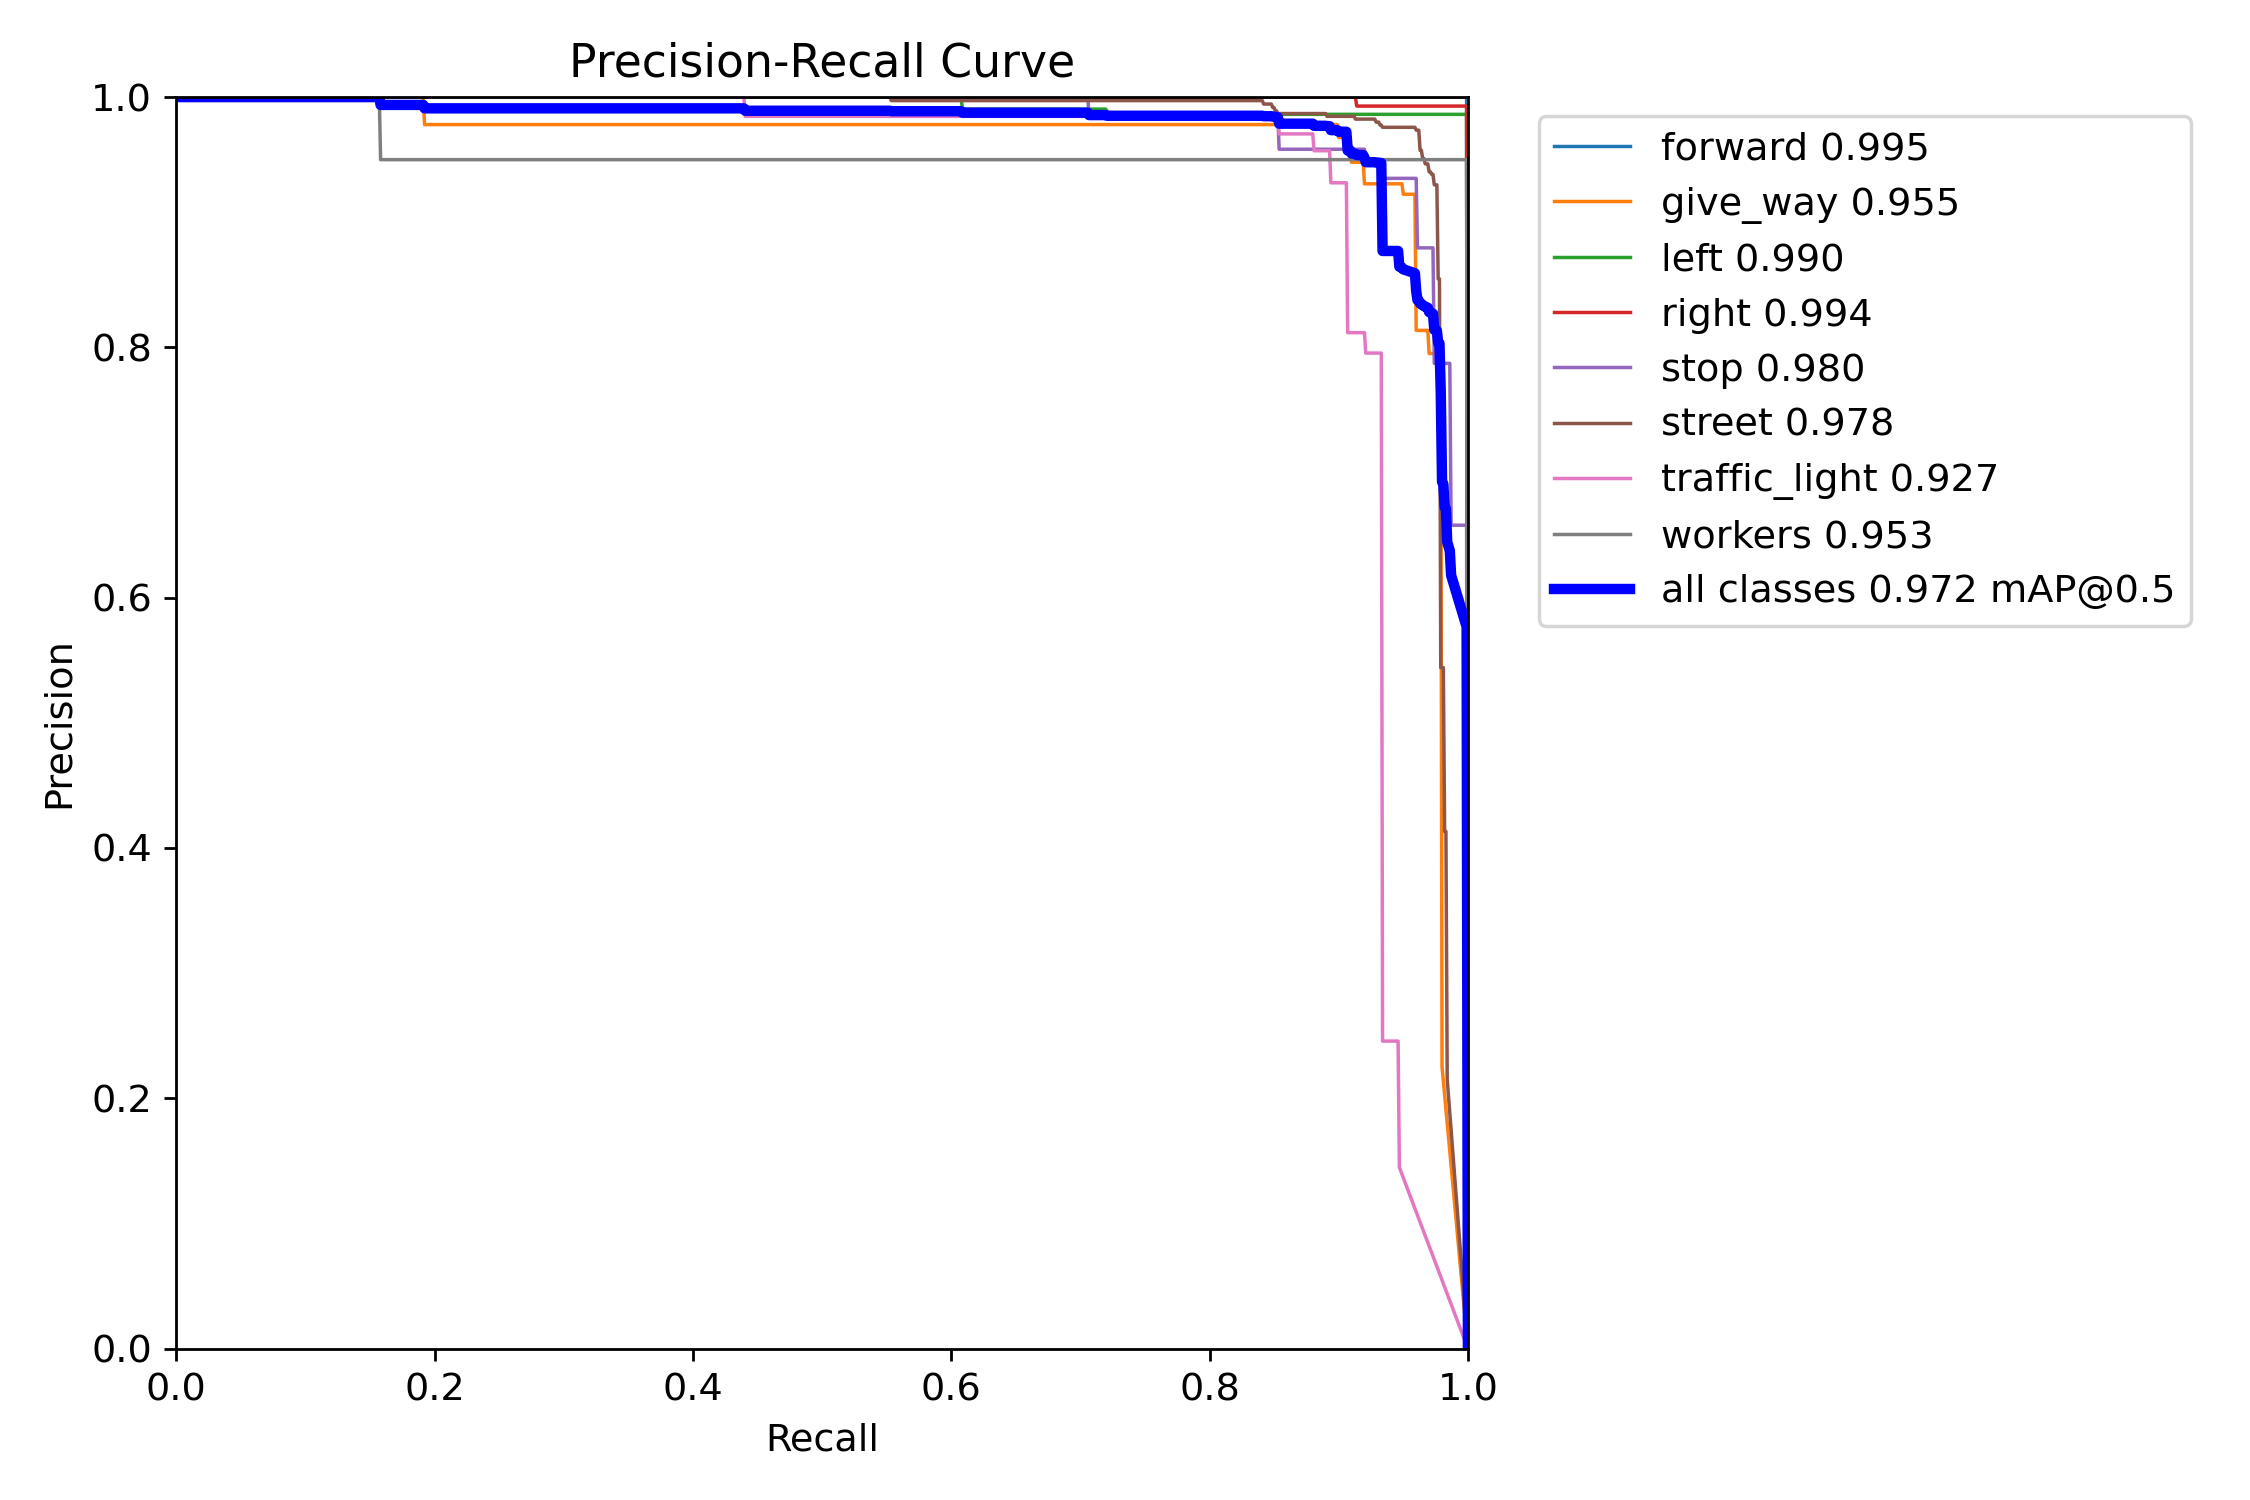 Precision-Recall Curve
1.0
0.8
0.6
0.4
0.2
0.0
Precision
0.0 0.2 0.4 0.6 0.8 1.0
Recall
forward 0.995
give_way 0.955
left 0.990
right 0.994
stop 0.980
street 0.978
traffic_light 0.927
workers 0.953
all classes 0.972 mAP@0.5